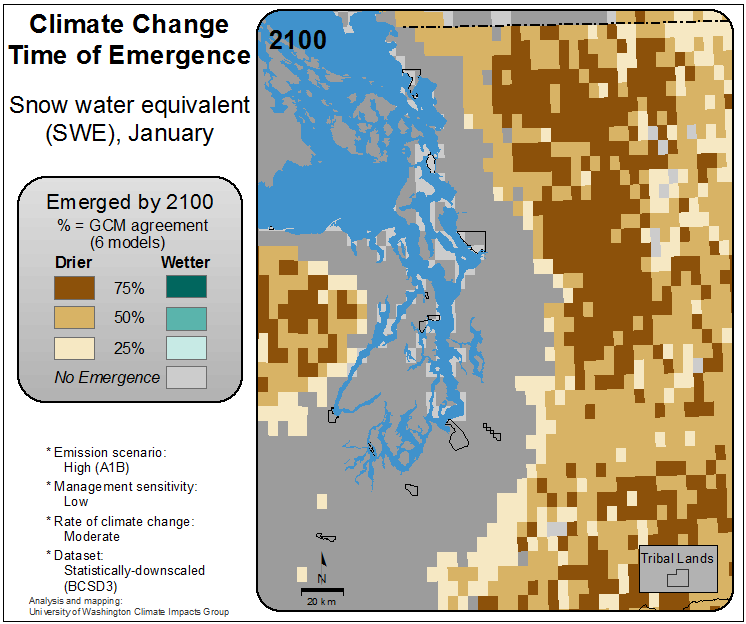 Climate Change
Time of Emergence
Snow water equivalent
(SWE), January
Emerged by 2100
% = GCM agreement
(6 models)
Drier Wetter
75%
50%
25%
No Emergence
* Emission scenario:
High (A1B)
* Management sensitivity:
Low
* Rate of climate change:
Moderate
* Dataset:
Statistically-downscaled
(BCSD3)
Analysis and mapping:
University of Washington Climate Impacts Group
2100
N
20 km
Tribal Lands